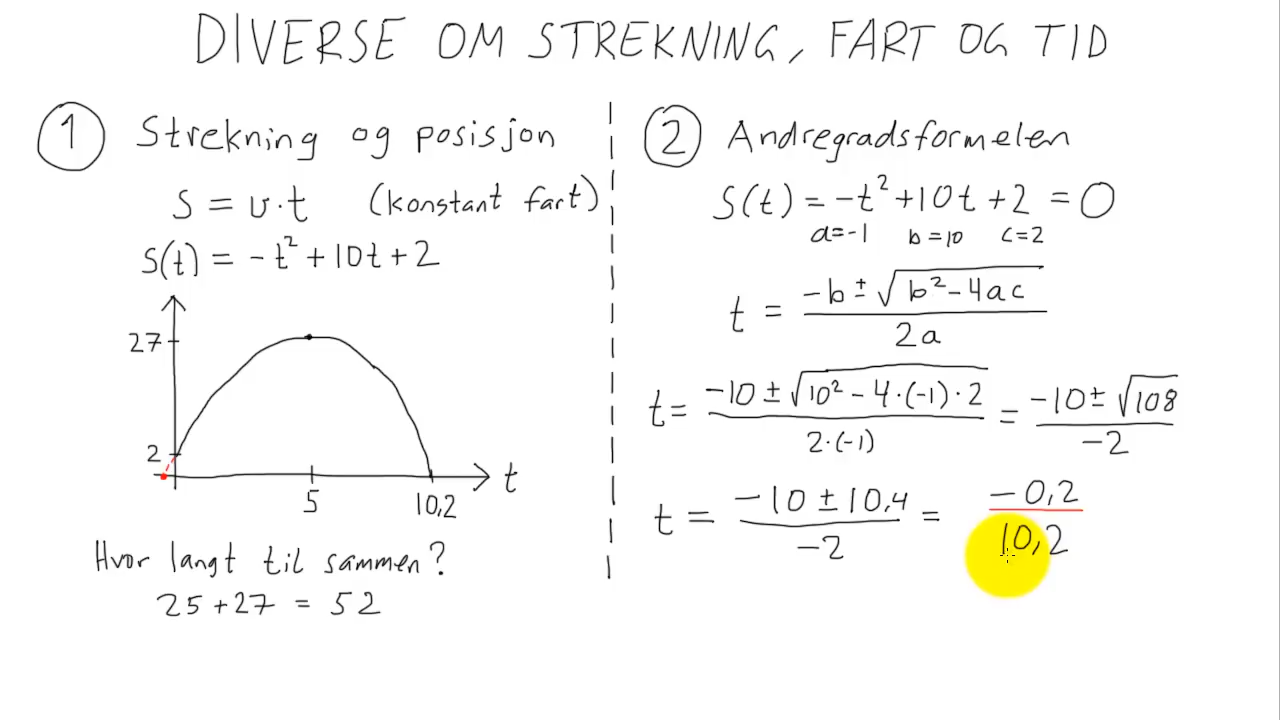 DIVERSE OM STREKNING, FART OG TID
1 Strekning og posisjon
s = v·t (konstant fart)
s(t) = -t² + 10t + 2
27
2
5
10,2
t
Hvor langt til sammen?
25 + 27 = 52
2 Andregradsformelen
S(t) = -t² + 10t + 2 = 0
a=-1 b=10 c=2
t = (-b ± √(b² - 4ac)) / 2a
t = (-10 ± √(10² - 4·(-1)·2)) / 2·(-1) = (-10 ± √108) / -2
t = (-10 ± 10,4) / -2 = -0,2
10,2